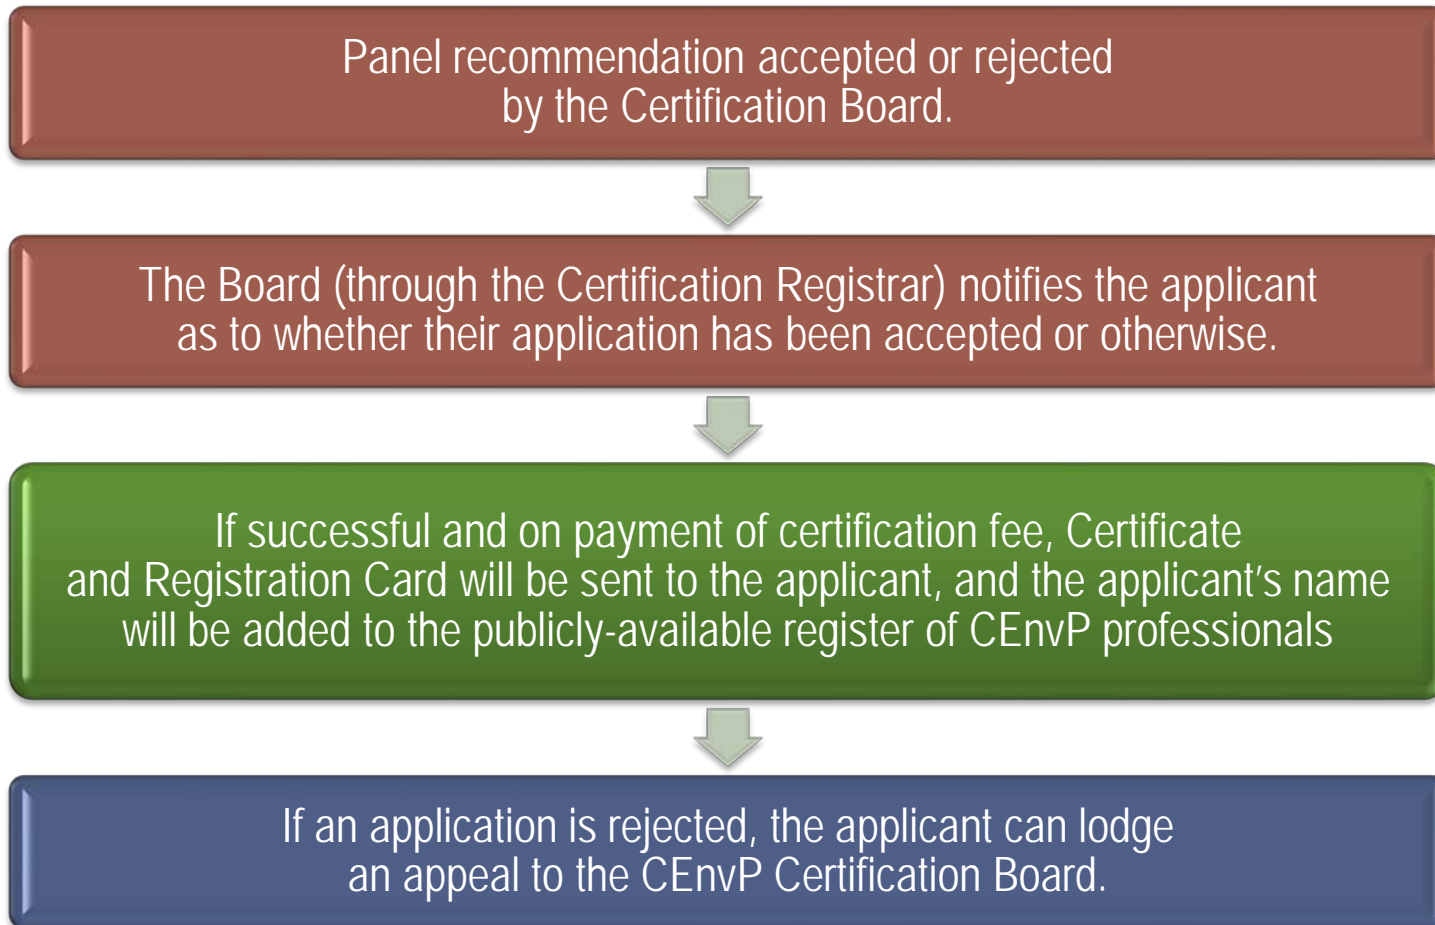 Panel recommendation accepted or rejected
by the Certification Board.
The Board (through the Certification Registrar) notifies the applicant
as to whether their application has been accepted or otherwise.
If successful and on payment of certification fee, Certificate
and Registration Card will be sent to the applicant, and the applicant’s name
will be added to the publicly-available register of CEnvP professionals
If an application is rejected, the applicant can lodge
an appeal to the CEnvP Certification Board.